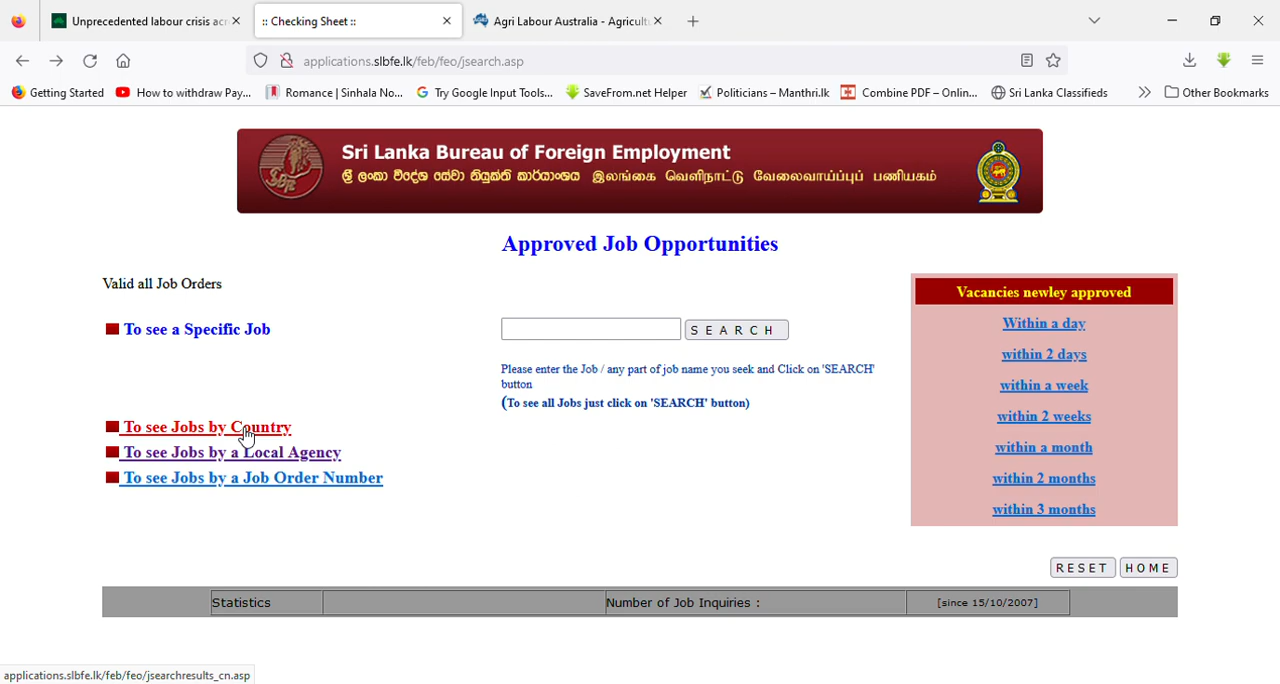 Unprecedented labour crisis acr
:: Checking Sheet ::
Agri Labour Australia - Agricultu
applications.slbfe.lk/feb/feo/jsearch.asp
Getting Started
How to withdraw Pay...
Romance | Sinhala No...
Try Google Input Tools...
SaveFrom.net Helper
Politicians – Manthri.lk
Combine PDF – Onlin...
Sri Lanka Classifieds
Other Bookmarks
Sri Lanka Bureau of Foreign Employment
ශ්‍රී ලංකා විදේශ සේවා නියුක්ති කාර්යාංශය இலங்கை வெளிநாட்டு வேலைவாய்ப்புப் பணியகம்
Approved Job Opportunities
Valid all Job Orders
To see a Specific Job
SEARCH
Please enter the Job / any part of job name you seek and Click on 'SEARCH'
button
(To see all Jobs just click on 'SEARCH' button)
To see Jobs by Country
To see Jobs by a Local Agency
To see Jobs by a Job Order Number
Vacancies newley approved
Within a day
within 2 days
within a week
within 2 weeks
within a month
within 2 months
within 3 months
RESET
HOME
Statistics
Number of Job Inquiries :
[since 15/10/2007]
applications.slbfe.lk/feb/feo/jsearchresults_cn.asp